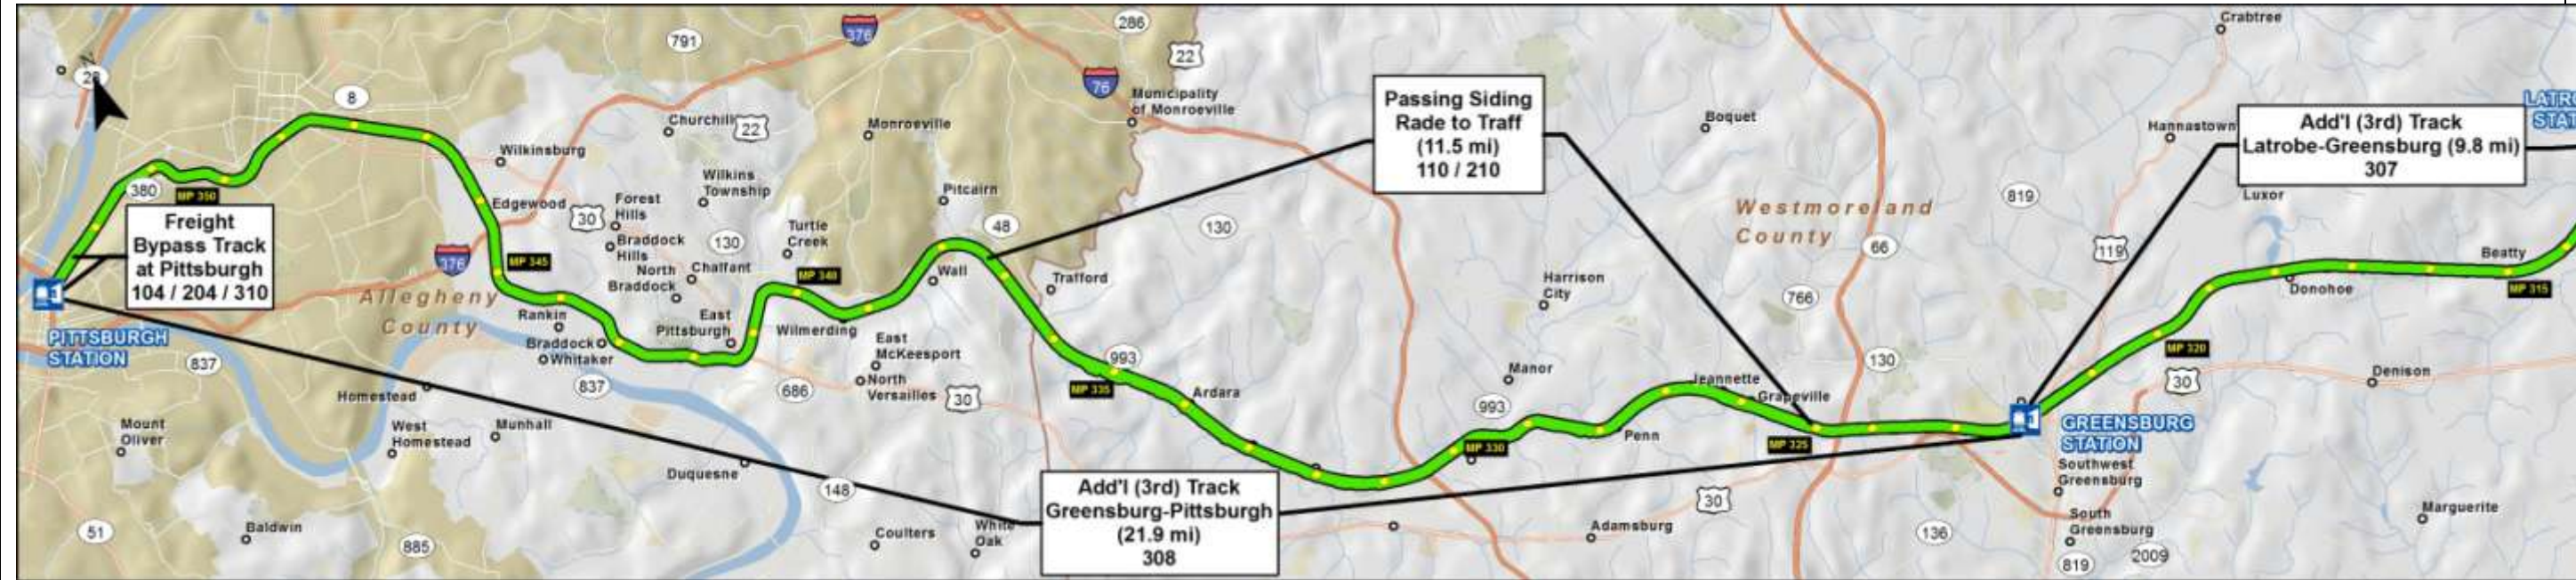 Crabtree
286
376
791
22
28
76
8
Municipality
of Monroeville
LATR
STAT
Churchill
22
Monroeville
Passing Siding
Rade to Traff
(11.5 mi)
110 / 210
Boquet
Hannastown
Add'l (3rd) Track
Latrobe-Greensburg (9.8 mi)
307
Wilkinsburg
Wilkins
Township
Pitcairn
380
MP 350
Luxor
819
Edgewood
Forest
Hills
30
Westmoreland
County
Freight
Bypass Track
at Pittsburgh
104 / 204 / 310
Turtle
Creek
48
130
Braddock
Hills
130
66
119
Beatty
376
MP 345
North
Braddock
Chalfant
MP 340
Wall
Trafford
Harrison
City
Donohoe
MP 315
Allegheny
County
766
Rankin
East
Pittsburgh
Wilmerding
PITTSBURGH
STATION
Braddock
Whitaker
East
McKeesport
993
130
MP 320
837
Manor
Denison
837
686
North
Versailles
30
MP 335
Ardara
Jeannette
Grapeville
30
Homestead
993
Mount
Oliver
West
Homestead
Munhall
Penn
MP 330
MP 325
GREENSBURG
STATION
Duquesne
148
Add'l (3rd) Track
Greensburg-Pittsburgh
(21.9 mi)
308
Southwest
Greensburg
30
51
Baldwin
885
Coulters
White
Oak
Adamsburg
136
South
Greensburg
Marguerite
819
2009